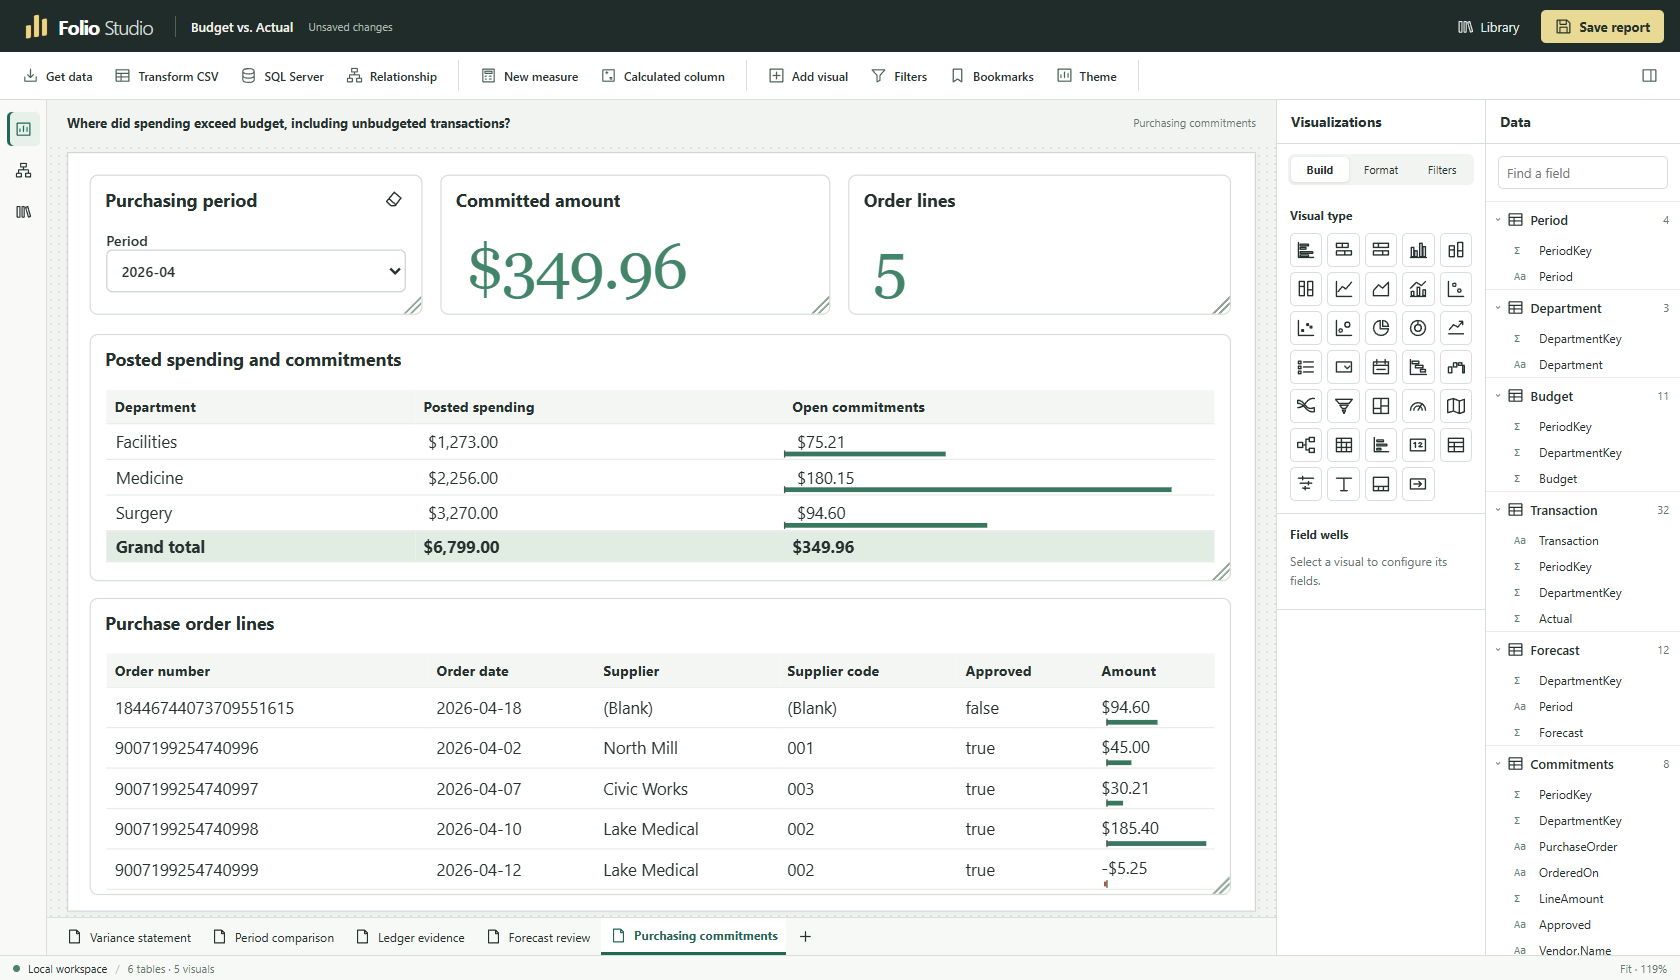 Folio Studio
Budget vs. Actual
Unsaved changes
Library
Save report
Get data
Transform CSV
SQL Server
Relationship
New measure
Calculated column
Add visual
Filters
Bookmarks
Theme
Where did spending exceed budget, including unbudgeted transactions?
Purchasing commitments
Purchasing period
Period
2026-04
Committed amount
$349.96
Order lines
5
Posted spending and commitments
Department Posted spending Open commitments
Facilities $1,273.00 $75.21
Medicine $2,256.00 $180.15
Surgery $3,270.00 $94.60
Grand total $6,799.00 $349.96
Purchase order lines
Order number Order date Supplier Supplier code Approved Amount
18446744073709551615 2026-04-18 (Blank) (Blank) false $94.60
9007199254740996 2026-04-02 North Mill 001 true $45.00
9007199254740997 2026-04-07 Civic Works 003 true $30.21
9007199254740998 2026-04-10 Lake Medical 002 true $185.40
9007199254740999 2026-04-12 Lake Medical 002 true -$5.25
Visualizations
Build Format Filters
Visual type
Field wells
Select a visual to configure its
fields.
Data
Find a field
Period 4
Σ PeriodKey
Aa Period
Department 3
Σ DepartmentKey
Aa Department
Budget 11
Σ PeriodKey
Σ DepartmentKey
Σ Budget
Transaction 32
Aa Transaction
Σ PeriodKey
Σ DepartmentKey
Σ Actual
Forecast 12
Σ DepartmentKey
Aa Period
Σ Forecast
Commitments 8
Σ PeriodKey
Σ DepartmentKey
Aa PurchaseOrder
Aa OrderedOn
Σ LineAmount
Aa Approved
Aa Vendor.Name
Variance statement
Period comparison
Ledger evidence
Forecast review
Purchasing commitments
Local workspace / 6 tables · 5 visuals
Fit · 119%